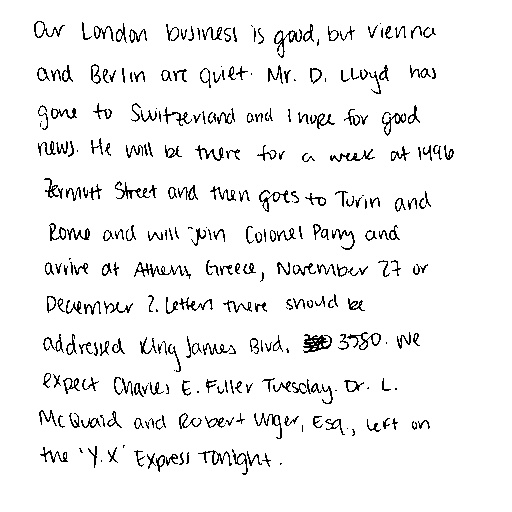 Our London business is good, but Vienna
and Berlin are quiet. Mr. D. Lloyd has
gone to Switzerland and I hope for good
news. He will be there for a week at 1496
Zermutt Street and then goes to Turin and
Rome and will join Colonel Parry and
arrive at Athens, Greece, November 27 or
December 2. Letters there should be
addressed King James Blvd, 3580. We
expect Charles E. Fuller Tuesday. Dr. L.
McQuaid and Robert Unger, Esq., left on
the 'Y.X' Express Tonight.